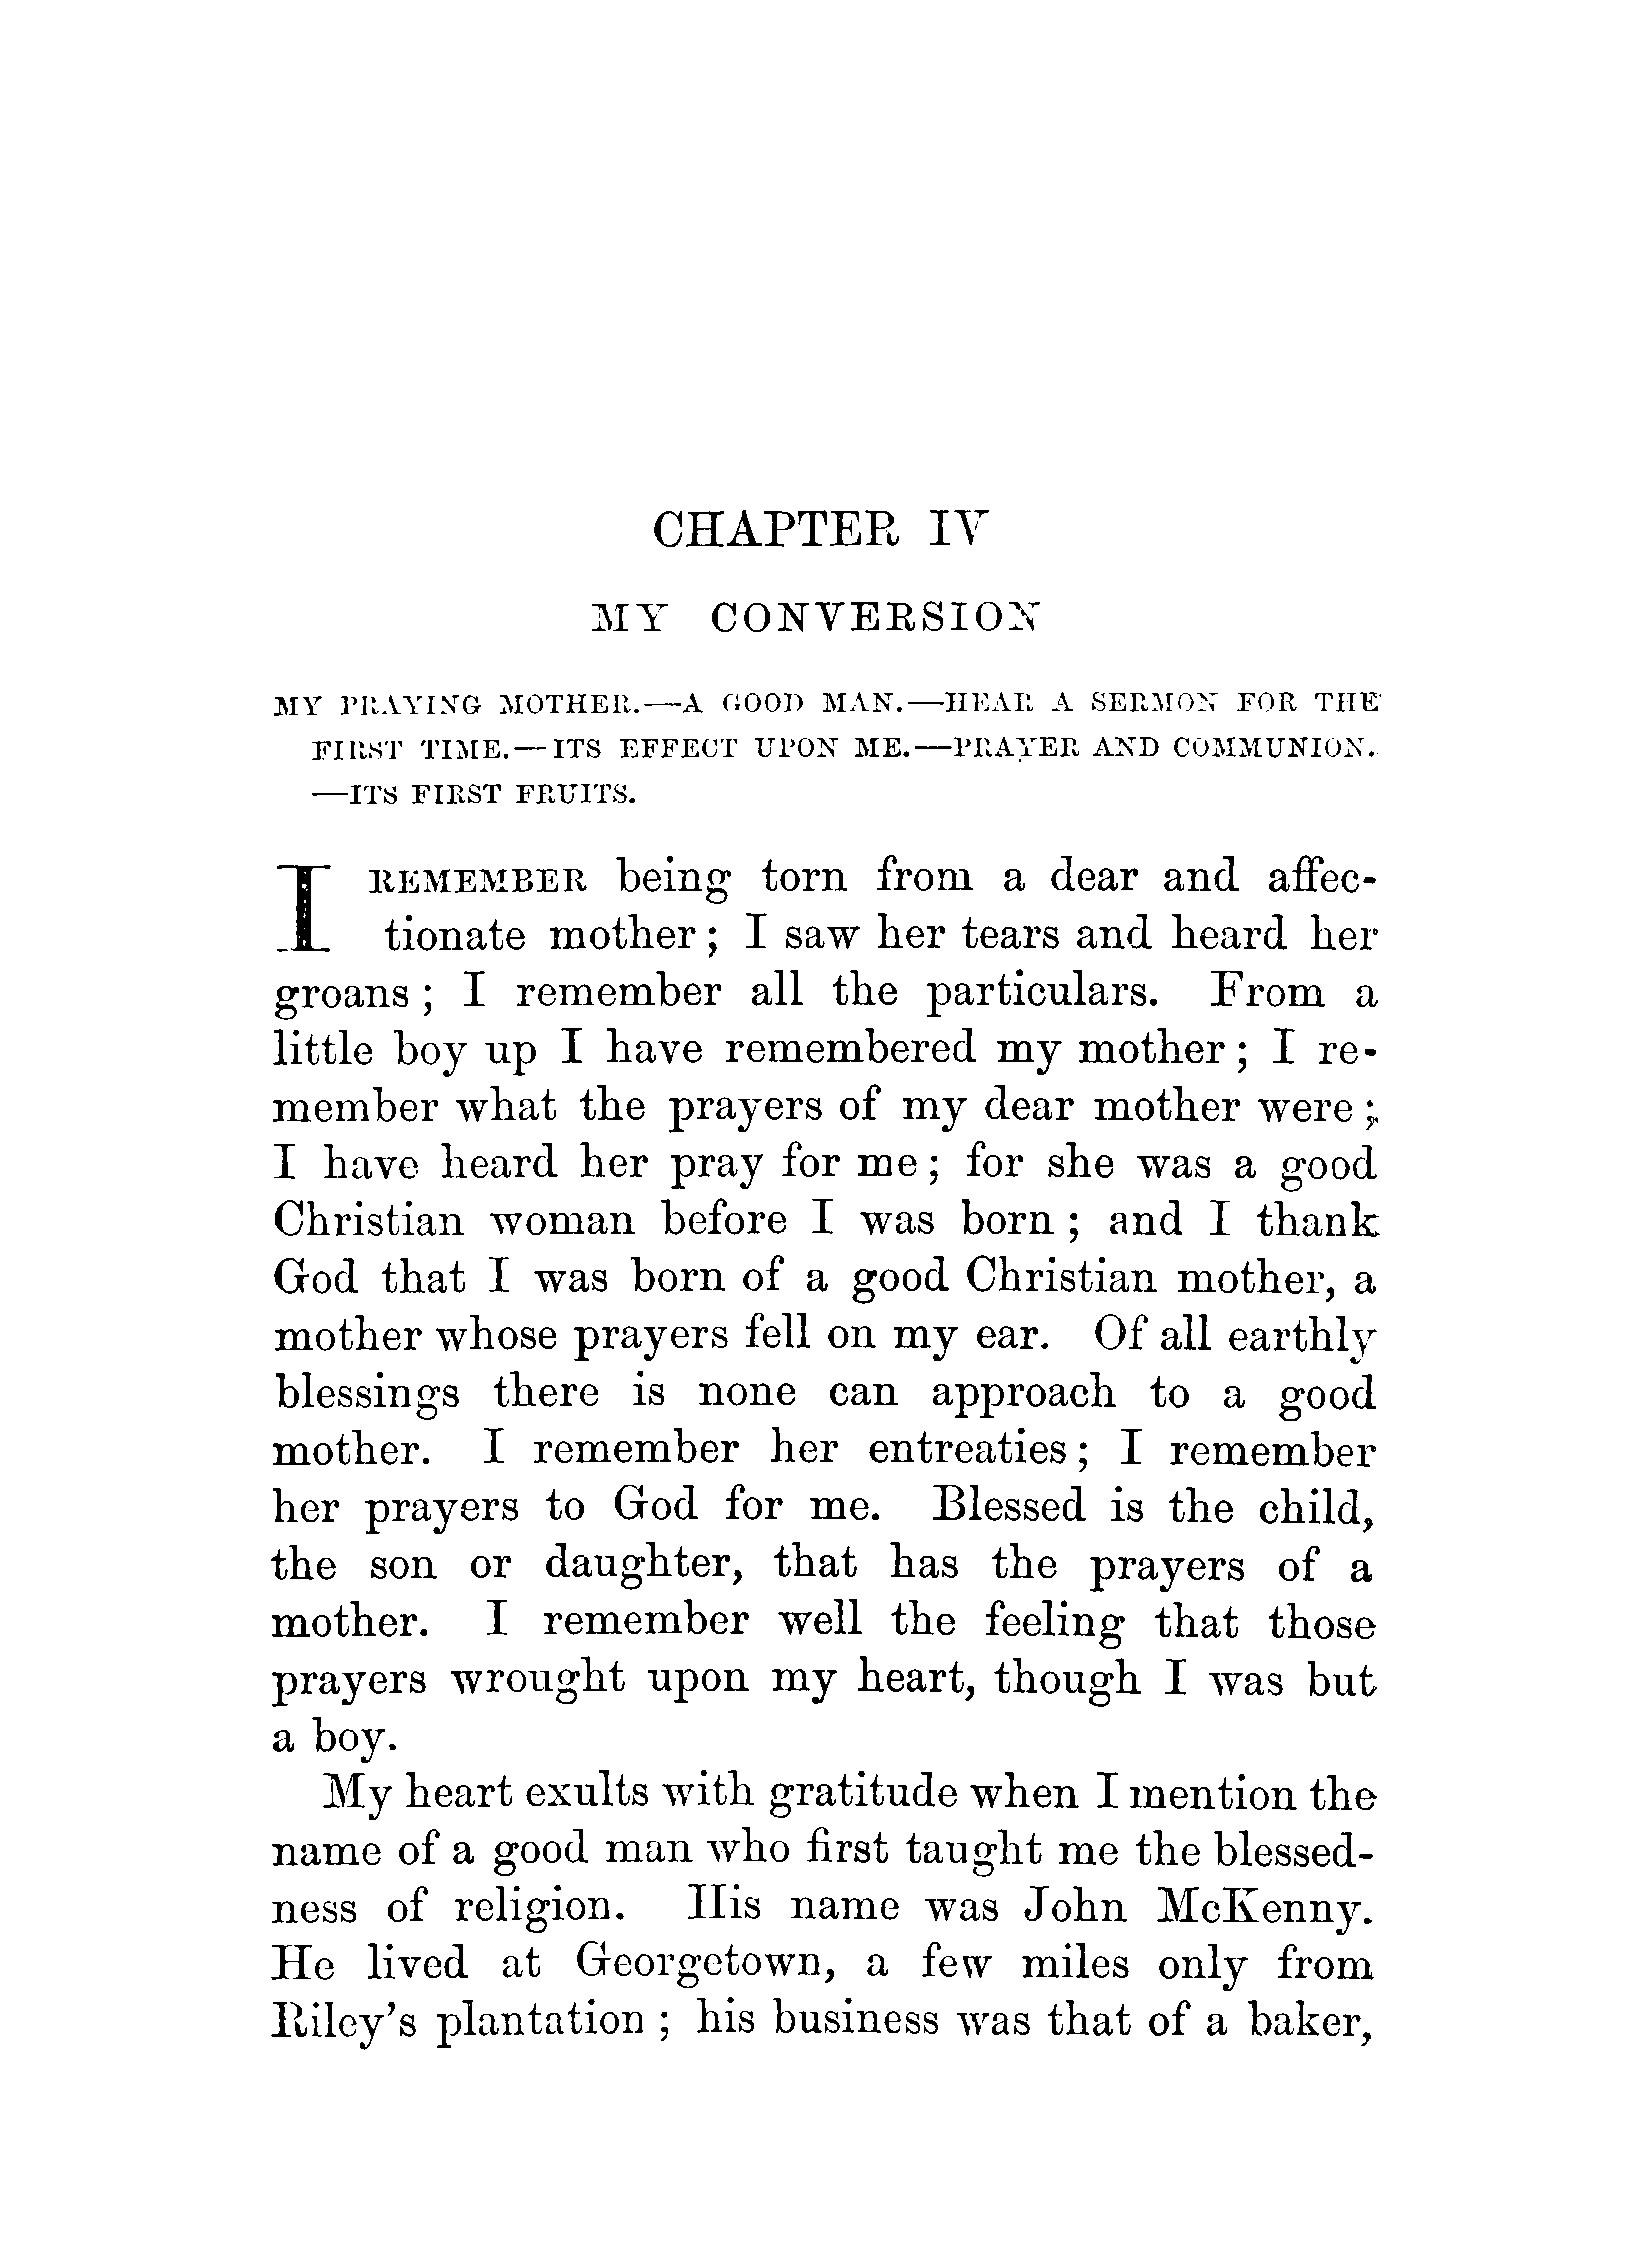 CHAPTER IV
MY CONVERSION
MY PRAYING MOTHER.—A GOOD MAN.—HEAR A SERMON FOR THE
FIRST TIME.—ITS EFFECT UPON ME.—PRAYER AND COMMUNION.
—ITS FIRST FRUITS.
I REMEMBER being torn from a dear and affec-
tionate mother; I saw her tears and heard her
groans; I remember all the particulars. From a
little boy up I have remembered my mother; I re-
member what the prayers of my dear mother were;
I have heard her pray for me; for she was a good
Christian woman before I was born; and I thank
God that I was born of a good Christian mother, a
mother whose prayers fell on my ear. Of all earthly
blessings there is none can approach to a good
mother. I remember her entreaties; I remember
her prayers to God for me. Blessed is the child,
the son or daughter, that has the prayers of a
mother. I remember well the feeling that those
prayers wrought upon my heart, though I was but
a boy.
My heart exults with gratitude when I mention the
name of a good man who first taught me the blessed-
ness of religion. His name was John McKenny.
He lived at Georgetown, a few miles only from
Riley's plantation; his business was that of a baker,